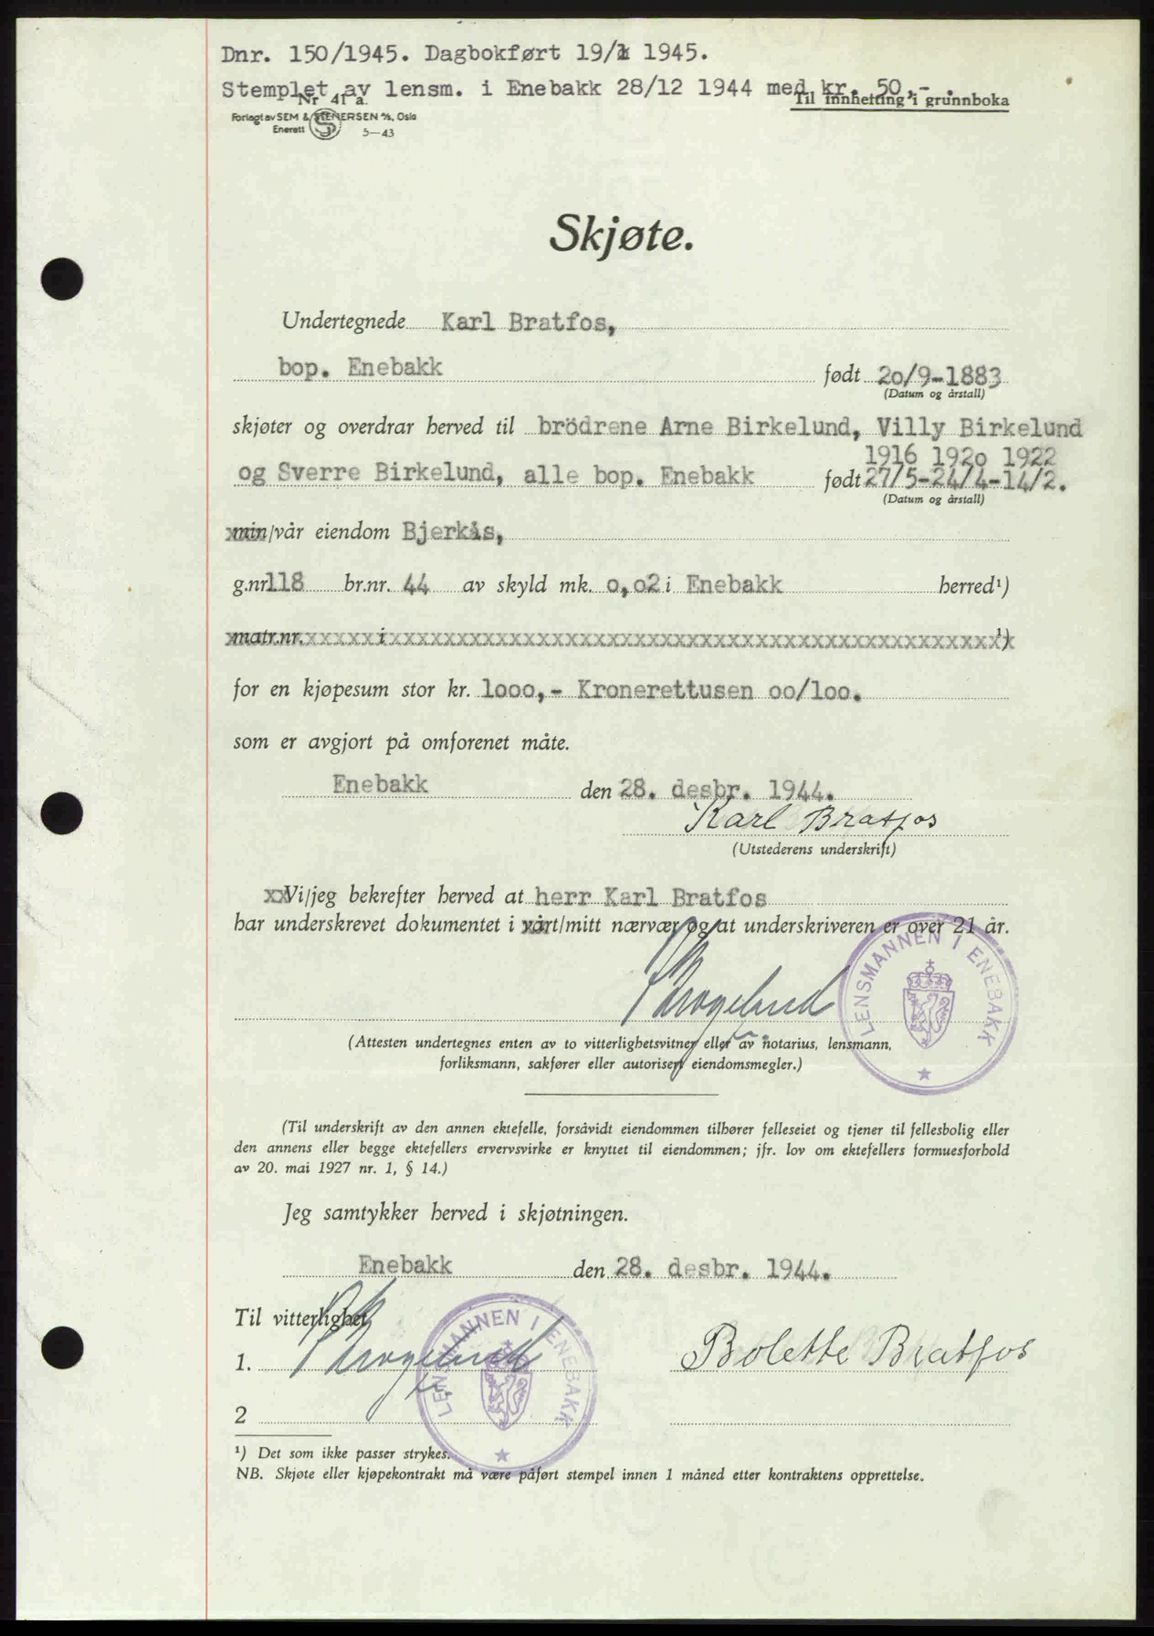 Dnr. 150/1945. Dagbokført 19/1 1945.
Stemplet av lensm. i Enebakk 28/12 1944 med kr. 50,- .
Nr 41 a.
Til innhefting i grunnboka
Forlagt av SEM & STENERSEN A/S, Oslo
Enerett S 5—43
Skjøte.
Undertegnede Karl Bratfos,
bop. Enebakk født 2o/9-1883
(Datum og årstall)
skjøter og overdrar herved til brödrene Arne Birkelund, Villy Birkelund
1916 192o 1922
og Sverre Birkelund, alle bop. Enebakk født 27/5-24/4-14/2.
(Datum og årstall)
min/vår eiendom Bjerkås,
g.nr. 118 br.nr. 44 av skyld mk. o,o2 i Enebakk herred¹)
xmatr.nr.xxxxxixxxxxxxxxxxxxxxxxxxxxxxxxxxxxxxxxxxxxxxx¹)
for en kjøpesum stor kr. 1ooo,- Kronerettusen oo/1oo.
som er avgjort på omforenet måte.
Enebakk den 28. desbr. 1944.
Karl Bratfos
(Utstederens underskrift)
xxVi/jeg bekrefter herved at herr Karl Bratfos
har underskrevet dokumentet i vårt/mitt nærvær og at underskriveren er over 21 år.
LENSMANNEN I ENEBAKK
(Attesten undertegnes enten av to vitterlighetsvitner eller av notarius, lensmann,
forliksmann, sakfører eller autorisert eiendomsmegler.)
(Til underskrift av den annen ektefelle, forsåvidt eiendommen tilhører felleseiet og tjener til fellesbolig eller
den annens eller begge ektefellers ervervsvirke er knyttet til eiendommen; jfr. lov om ektefellers formuesforhold
av 20. mai 1927 nr. 1, § 14.)
Jeg samtykker herved i skjøtningen.
Enebakk den 28. desbr. 1944.
Til vitterlighet
LENSMANNEN I ENEBAKK
1. Bolette Bratfos
2
¹) Det som ikke passer strykes.
NB. Skjøte eller kjøpekontrakt må være påført stempel innen 1 måned etter kontraktens opprettelse.